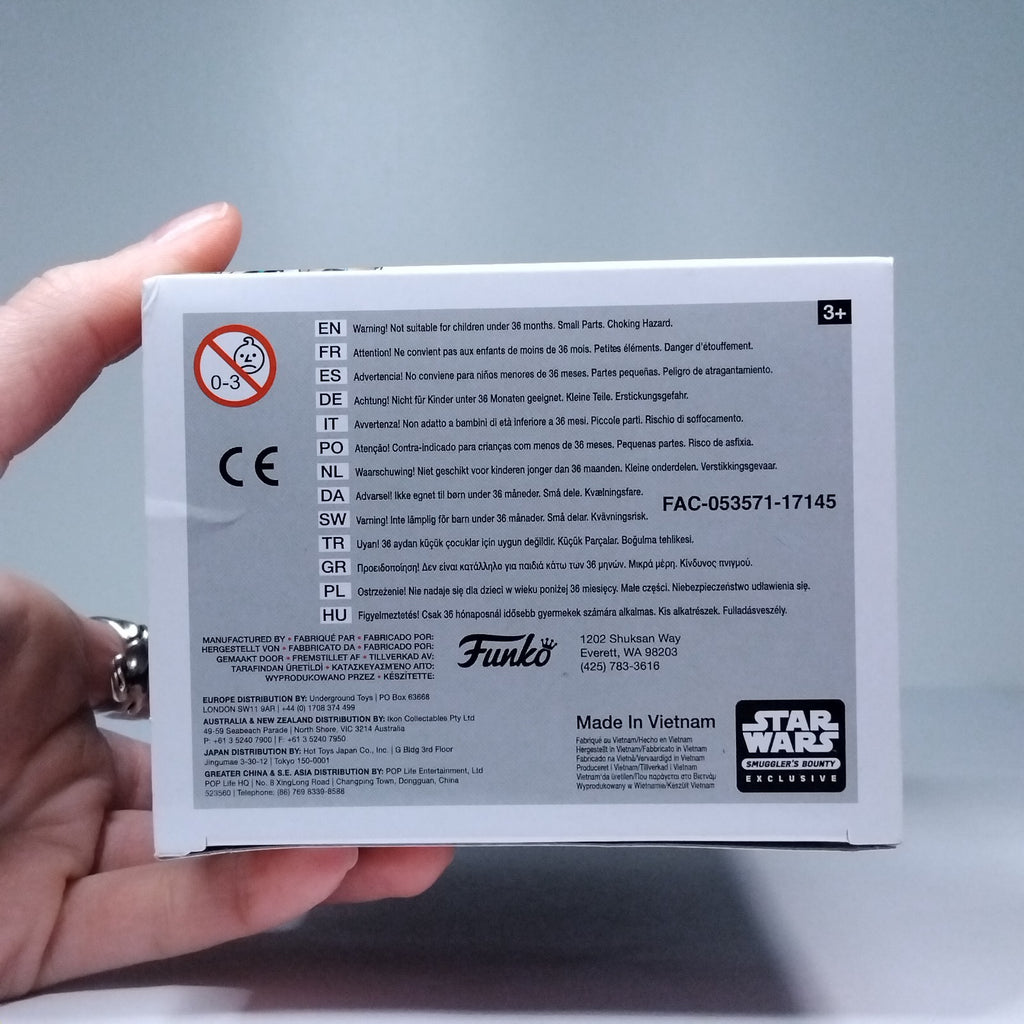 3+
0-3
CE
EN Warning! Not suitable for children under 36 months. Small Parts. Choking Hazard.
FR Attention! Ne convient pas aux enfants de moins de 36 mois. Petites éléments. Danger d'étouffement.
ES Advertencia! No conviene para niños menores de 36 meses. Partes pequeñas. Peligro de atragantamiento.
DE Achtung! Nicht für Kinder unter 36 Monaten geeignet. Kleine Teile. Erstickungsgefahr.
IT Avvertenza! Non adatto a bambini di età inferiore a 36 mesi. Piccole parti. Rischio di soffocamento.
PO Atenção! Contra-indicado para crianças com menos de 36 meses. Pequenas partes. Risco de asfixia.
NL Waarschuwing! Niet geschikt voor kinderen jonger dan 36 maanden. Kleine onderdelen. Verstikkingsgevaar.
DA Advarsel! Ikke egnet til børn under 36 måneder. Små dele. Kvælningsfare.
SW Varning! Inte lämplig för barn under 36 månader. Små delar. Kvävningsrisk.
TR Uyarı! 36 aydan küçük çocuklar için uygun değildir. Küçük Parçalar. Boğulma tehlikesi.
GR Προειδοποίηση! Δεν είναι κατάλληλο για παιδιά κάτω των 36 μηνών. Μικρά μέρη. Κίνδυνος πνιγμού.
PL Ostrzeżenie! Nie nadaje się dla dzieci w wieku poniżej 36 miesięcy. Małe części. Niebezpieczeństwo udławienia się.
HU Figyelmeztetés! Csak 36 hónaposnál idősebb gyermekek számára alkalmas. Kis alkatrészek. Fulladásveszély.
FAC-053571-17145
MANUFACTURED BY • FABRIQUÉ PAR • FABRICADO POR:
HERGESTELLT VON • FABBRICATO DA • FABRICADO POR:
GEMAAKT DOOR • FREMSTILLET AF • TILLVERKAD AV:
TARAFINDAN ÜRETİLDİ • ΚΑΤΑΣΚΕΥΑΣΜΕΝΟ ΑΠΟ:
WYPRODUKOWANO PRZEZ • KÉSZÍTETTE:
Funko
1202 Shuksan Way
Everett, WA 98203
(425) 783-3616
EUROPE DISTRIBUTION BY: Underground Toys | PO Box 63668
LONDON SW11 9AR | +44 (0) 1708 374 499
AUSTRALIA & NEW ZEALAND DISTRIBUTION BY: Ikon Collectables Pty Ltd
49-59 Seabeach Parade | North Shore, VIC 3214 Australia
P: +61 3 5240 7900 | F: +61 3 5240 7950
JAPAN DISTRIBUTION BY: Hot Toys Japan Co., Inc. | G Bldg 3rd Floor
Jingumae 3-30-12 | Tokyo 150-0001
GREATER CHINA & S.E. ASIA DISTRIBUTION BY: POP Life Entertainment, Ltd
POP Life HQ | No. 8 XingLong Road | Changping Town, Dongguan, China
523560 | Telephone: (86) 769 8339-8588
Made In Vietnam
Fabriqué au Vietnam/Hecho en Vietnam
Hergestellt in Vietnam/Fabbricato in Vietnam
Fabricado na Vietnã/Vervaardigd in Vietnam
Produceret i Vietnam/Tillverkad i Vietnam
Vietnam'da üretilen/Που παράγεται στο Βιετνάμ
Wyprodukowany w Wietnamie/Készült Vietnam
STAR
WARS
SMUGGLER'S BOUNTY
EXCLUSIVE